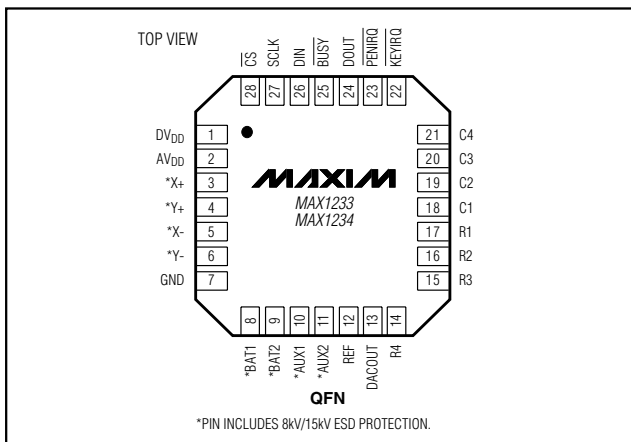 TOP VIEW
CS SCLK DIN BUSY DOUT PENIRQ KEYIRQ
28 27 26 25 24 23 22
DVDD 1
AVDD 2
*X+ 3
*Y+ 4
*X- 5
*Y- 6
GND 7
MAXIM
MAX1233
MAX1234
21 C4
20 C3
19 C2
18 C1
17 R1
16 R2
15 R3
8 9 10 11 12 13 14
*BAT1 *BAT2 *AUX1 *AUX2 REF DACOUT R4
QFN
*PIN INCLUDES 8kV/15kV ESD PROTECTION.